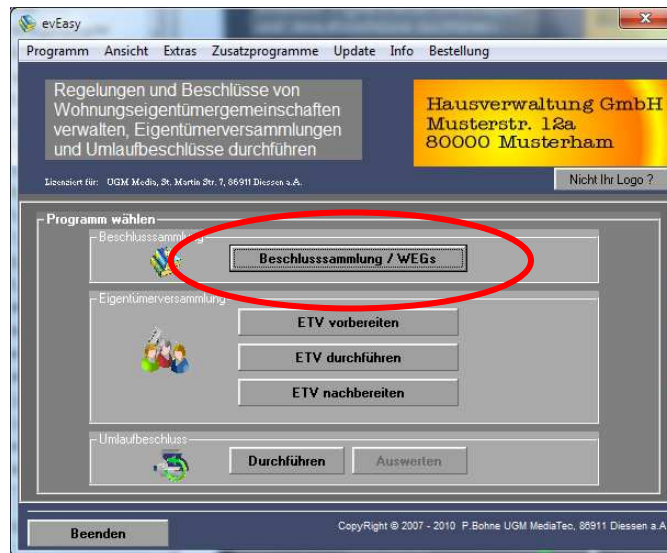 evEasy
Programm Ansicht Extras Zusatzprogramme Update Info Bestellung
Regelungen und Beschlüsse von
Wohnungseigentümergemeinschaften
verwalten, Eigentümerversammlungen
und Umlaufbeschlüsse durchführen
Hausverwaltung GmbH
Musterstr. 12a
80000 Musterham
Lizenziert für: UGM Media, St. Martin Str. 7, 86911 Diessen a.A.
Nicht Ihr Logo ?
Programm wählen
Beschlusssammlung
Beschlusssammlung / WEGs
Eigentümerversammlung
ETV vorbereiten
ETV durchführen
ETV nachbereiten
Umlaufbeschluss
Durchführen Auswerten
Beenden
CopyRight © 2007 - 2010 P.Bohne UGM MediaTec, 86911 Diessen a.A